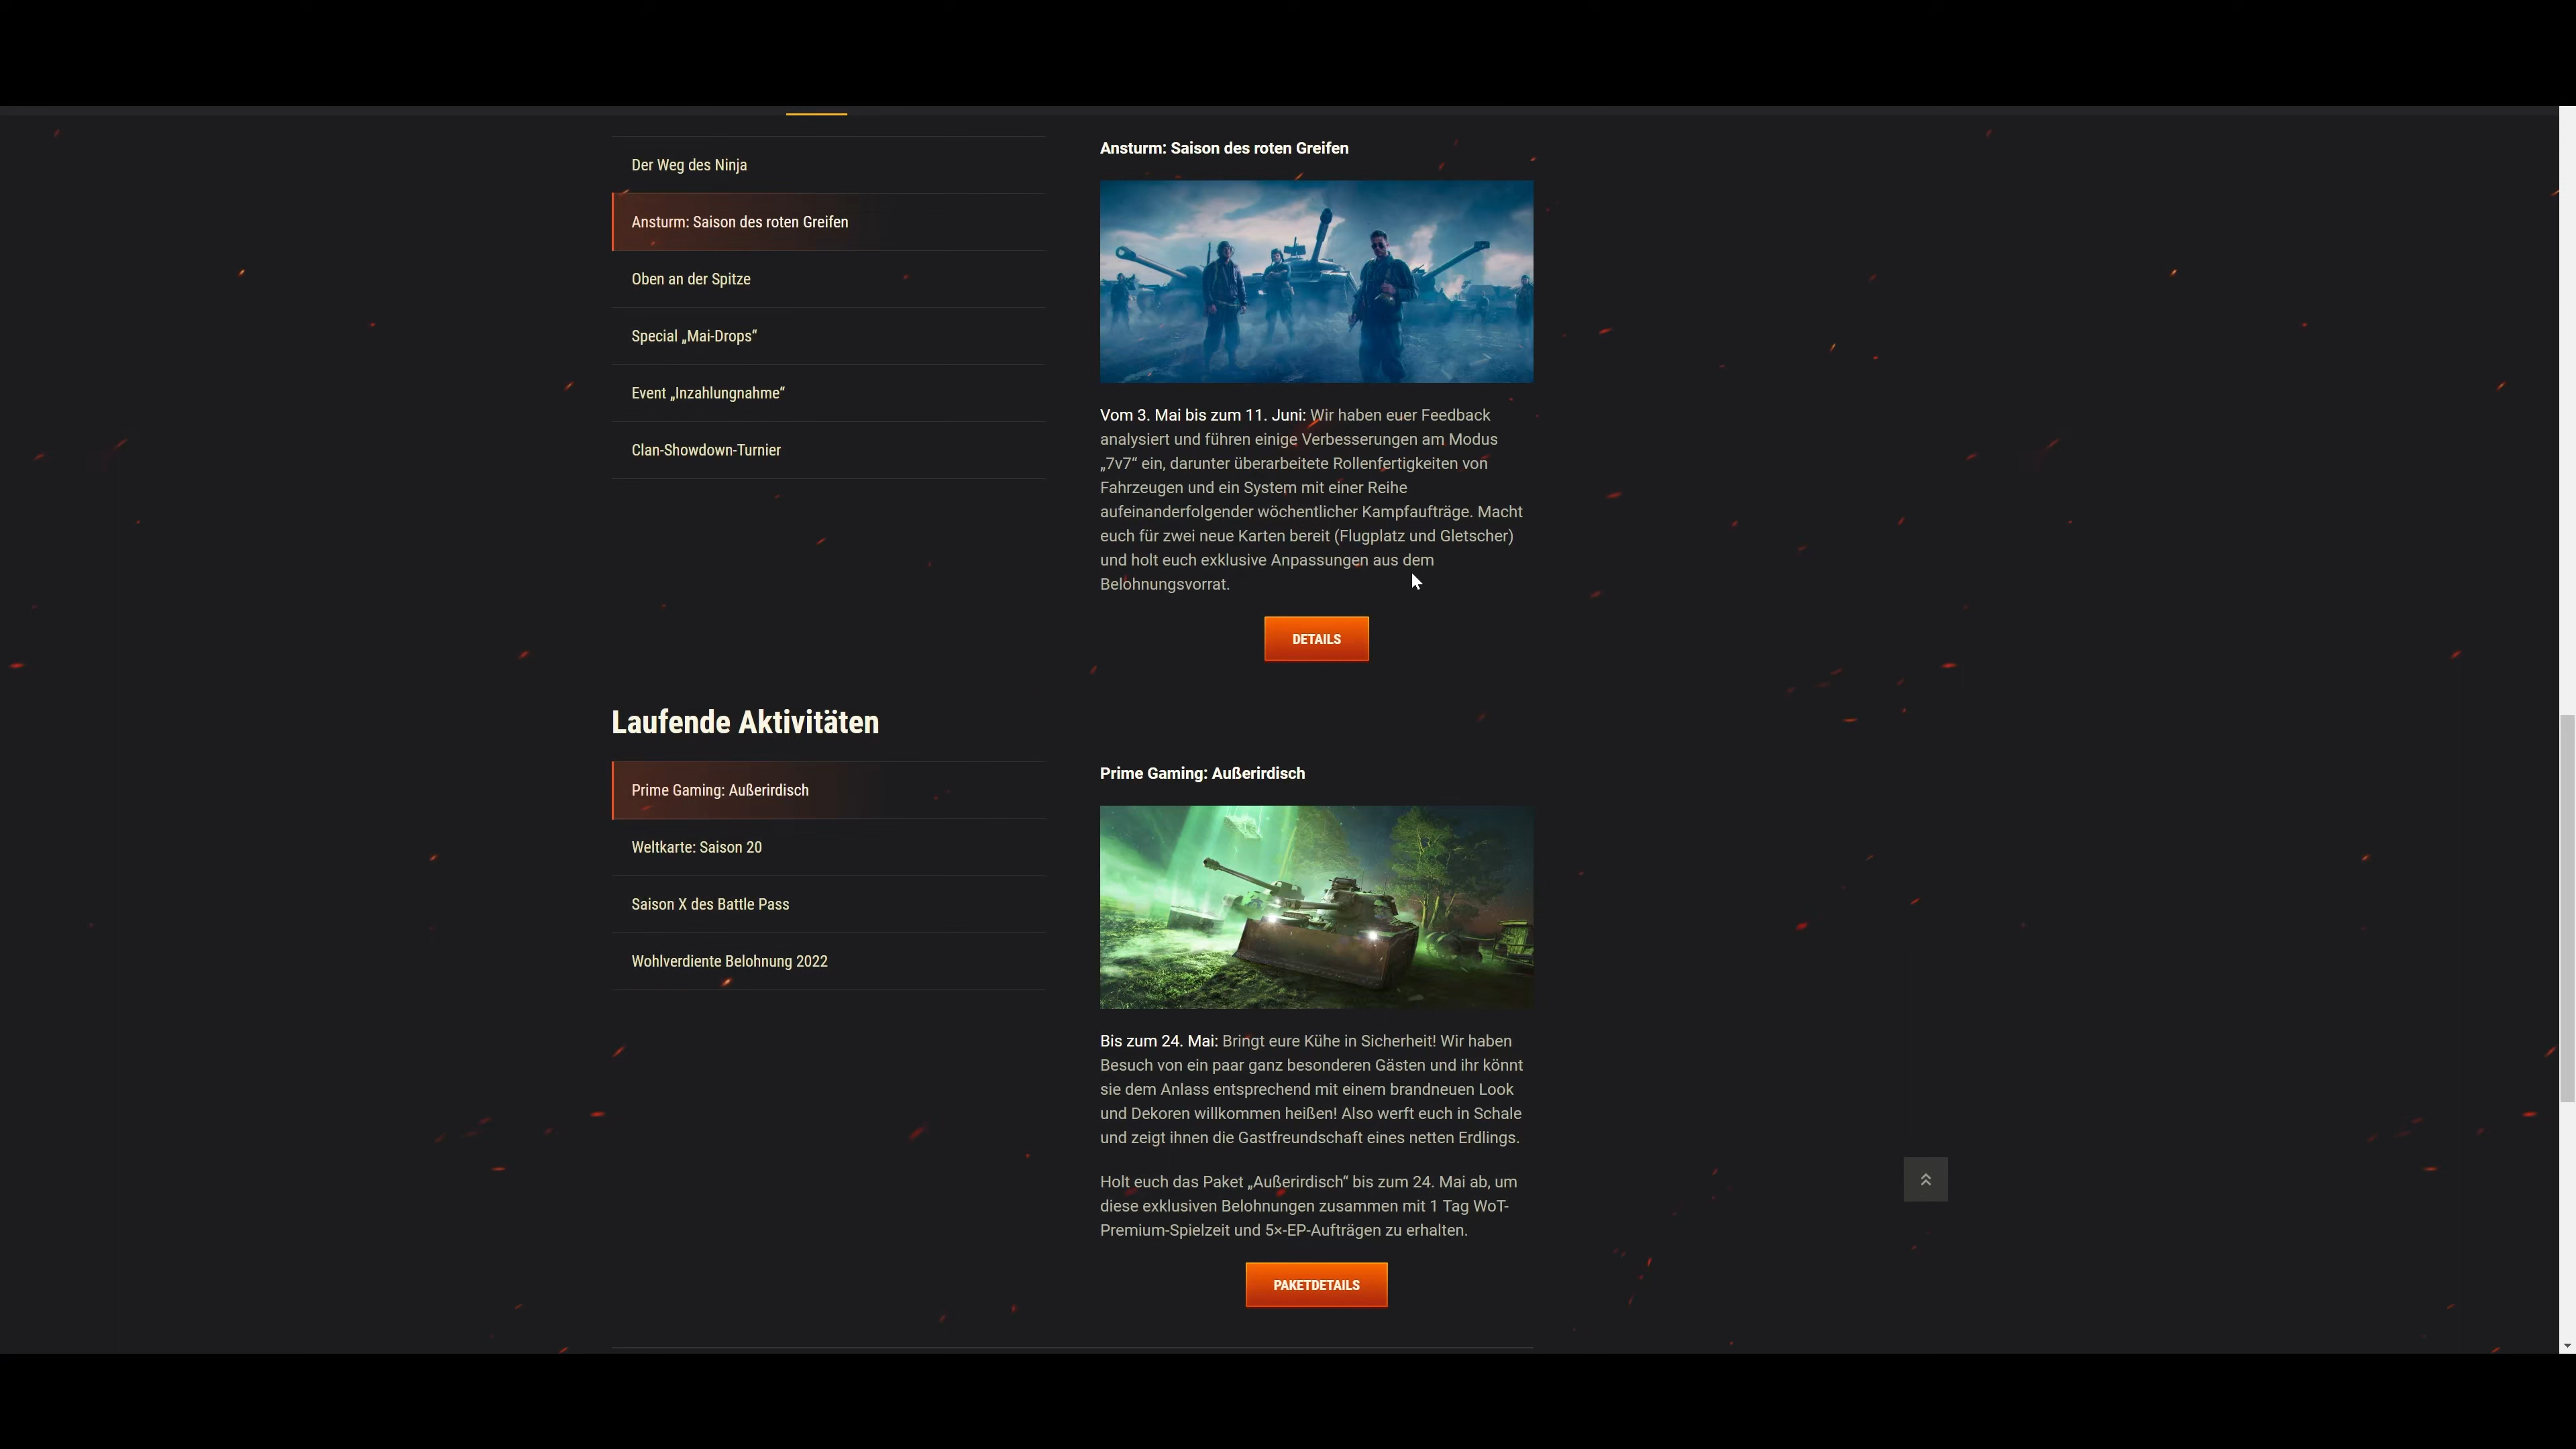 Der Weg des Ninja
Ansturm: Saison des roten Greifen
Oben an der Spitze
Special „Mai-Drops“
Event „Inzahlungnahme“
Clan-Showdown-Turnier
Ansturm: Saison des roten Greifen
Vom 3. Mai bis zum 11. Juni: Wir haben euer Feedback
analysiert und führen einige Verbesserungen am Modus
„7v7“ ein, darunter überarbeitete Rollenfertigkeiten von
Fahrzeugen und ein System mit einer Reihe
aufeinanderfolgender wöchentlicher Kampfaufträge. Macht
euch für zwei neue Karten bereit (Flugplatz und Gletscher)
und holt euch exklusive Anpassungen aus dem
Belohnungsvorrat.
DETAILS
Laufende Aktivitäten
Prime Gaming: Außerirdisch
Weltkarte: Saison 20
Saison X des Battle Pass
Wohlverdiente Belohnung 2022
Prime Gaming: Außerirdisch
Bis zum 24. Mai: Bringt eure Kühe in Sicherheit! Wir haben
Besuch von ein paar ganz besonderen Gästen und ihr könnt
sie dem Anlass entsprechend mit einem brandneuen Look
und Dekoren willkommen heißen! Also werft euch in Schale
und zeigt ihnen die Gastfreundschaft eines netten Erdlings.
Holt euch das Paket „Außerirdisch“ bis zum 24. Mai ab, um
diese exklusiven Belohnungen zusammen mit 1 Tag WoT-
Premium-Spielzeit und 5×-EP-Aufträgen zu erhalten.
PAKETDETAILS